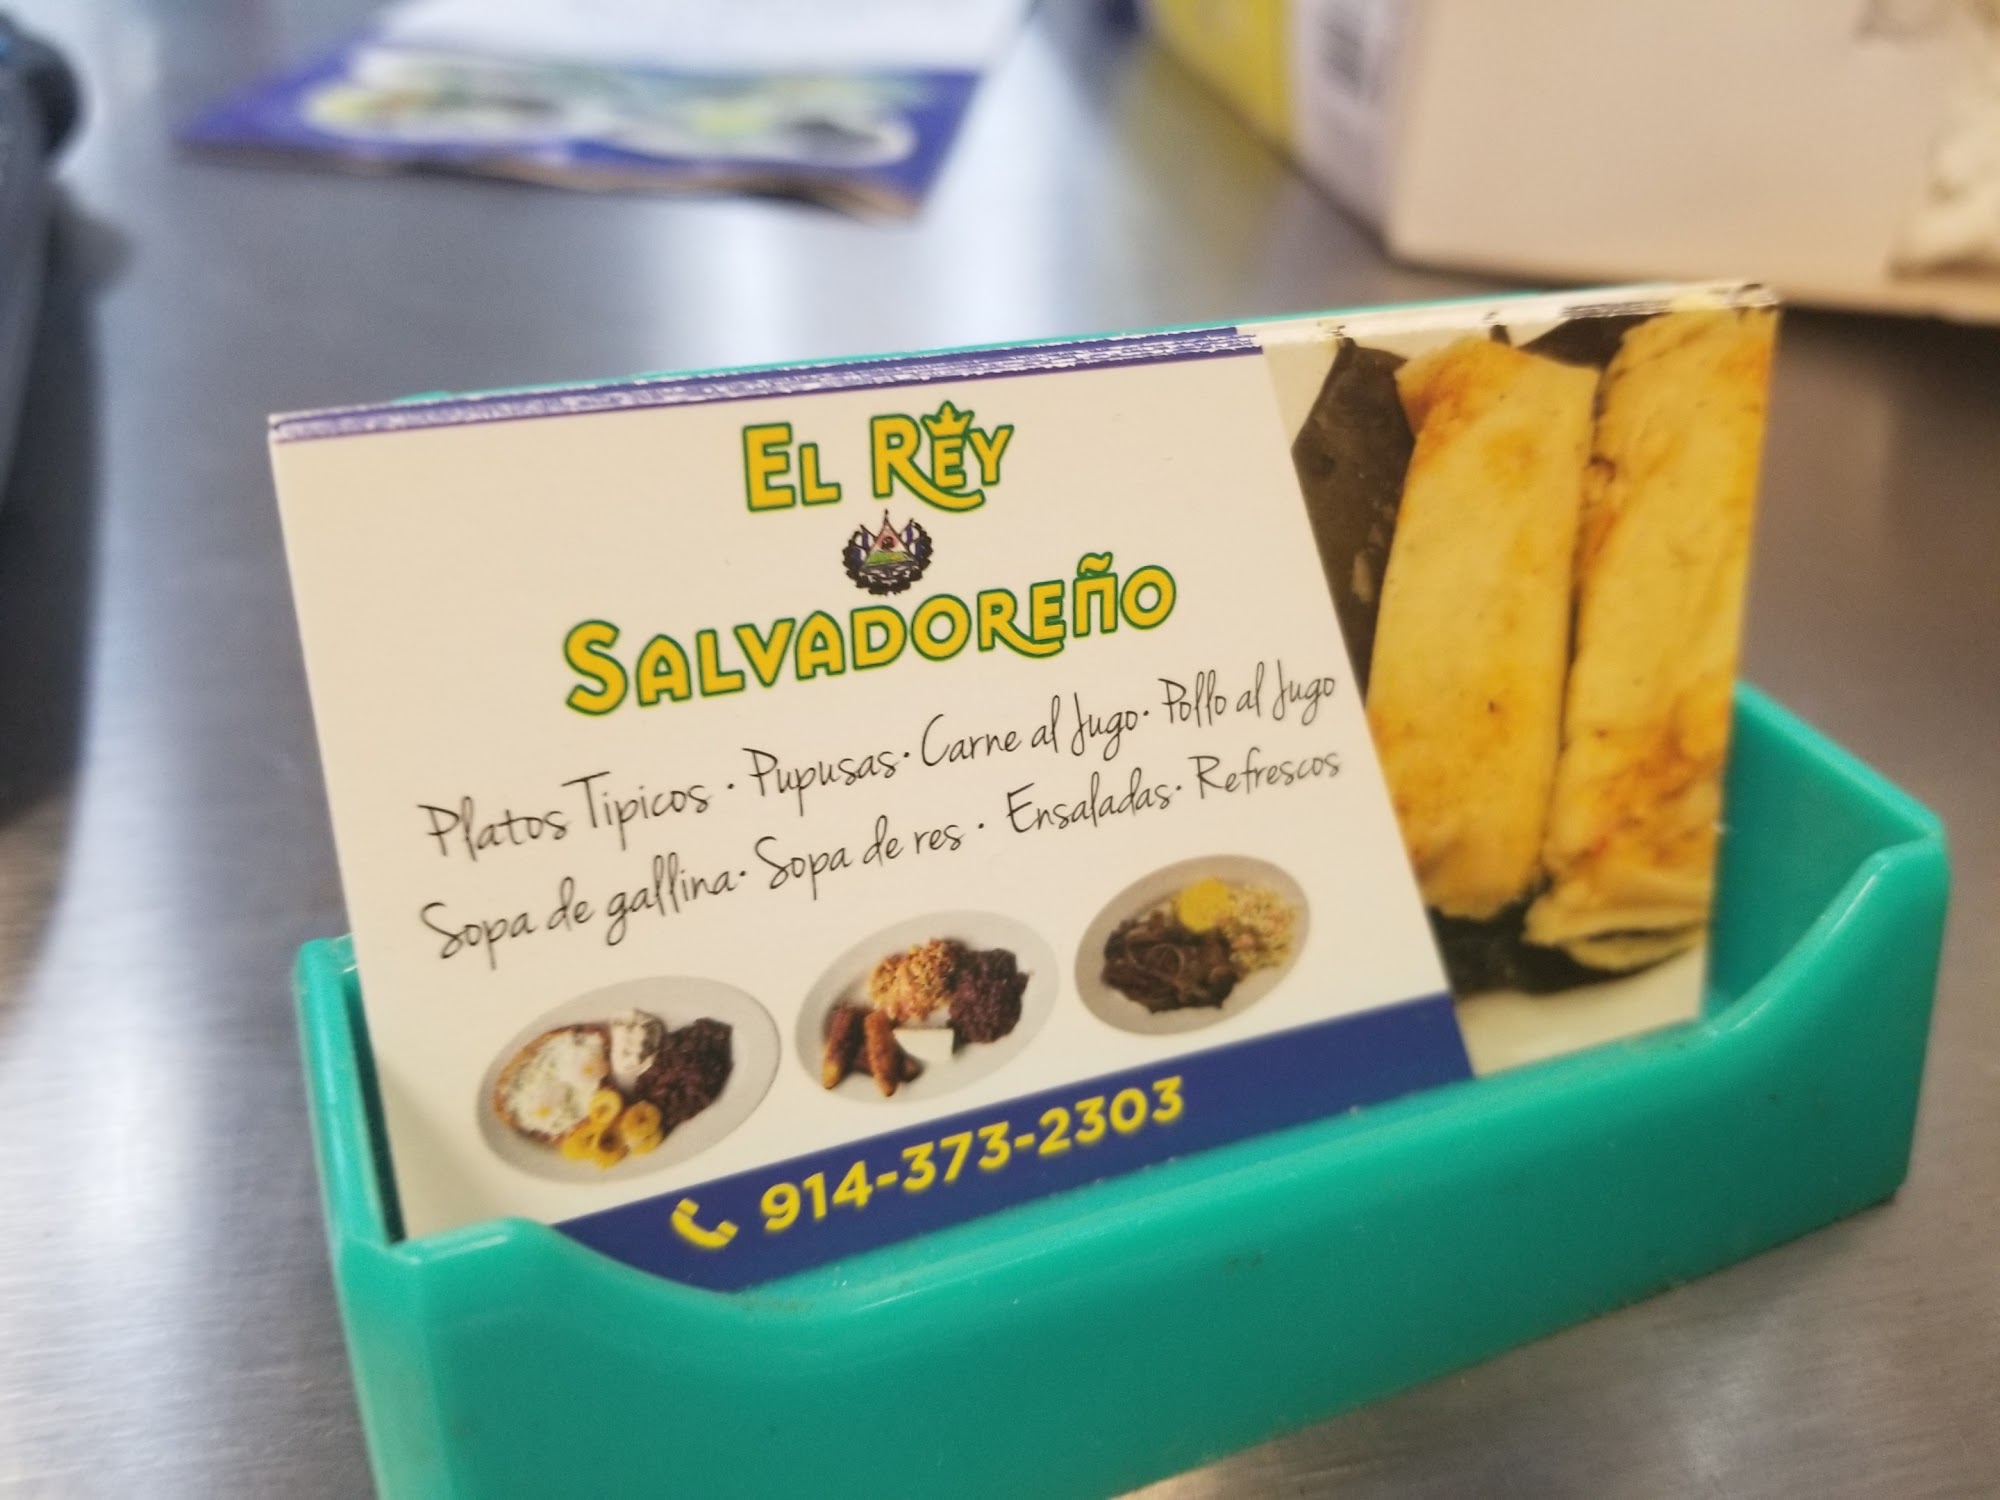 EL REY
SALVADOREÑO
Platos Tipicos · Pupusas · Carne al Jugo · Pollo al Jugo
Sopa de gallina · Sopa de res · Ensaladas · Refrescos
914-373-2303